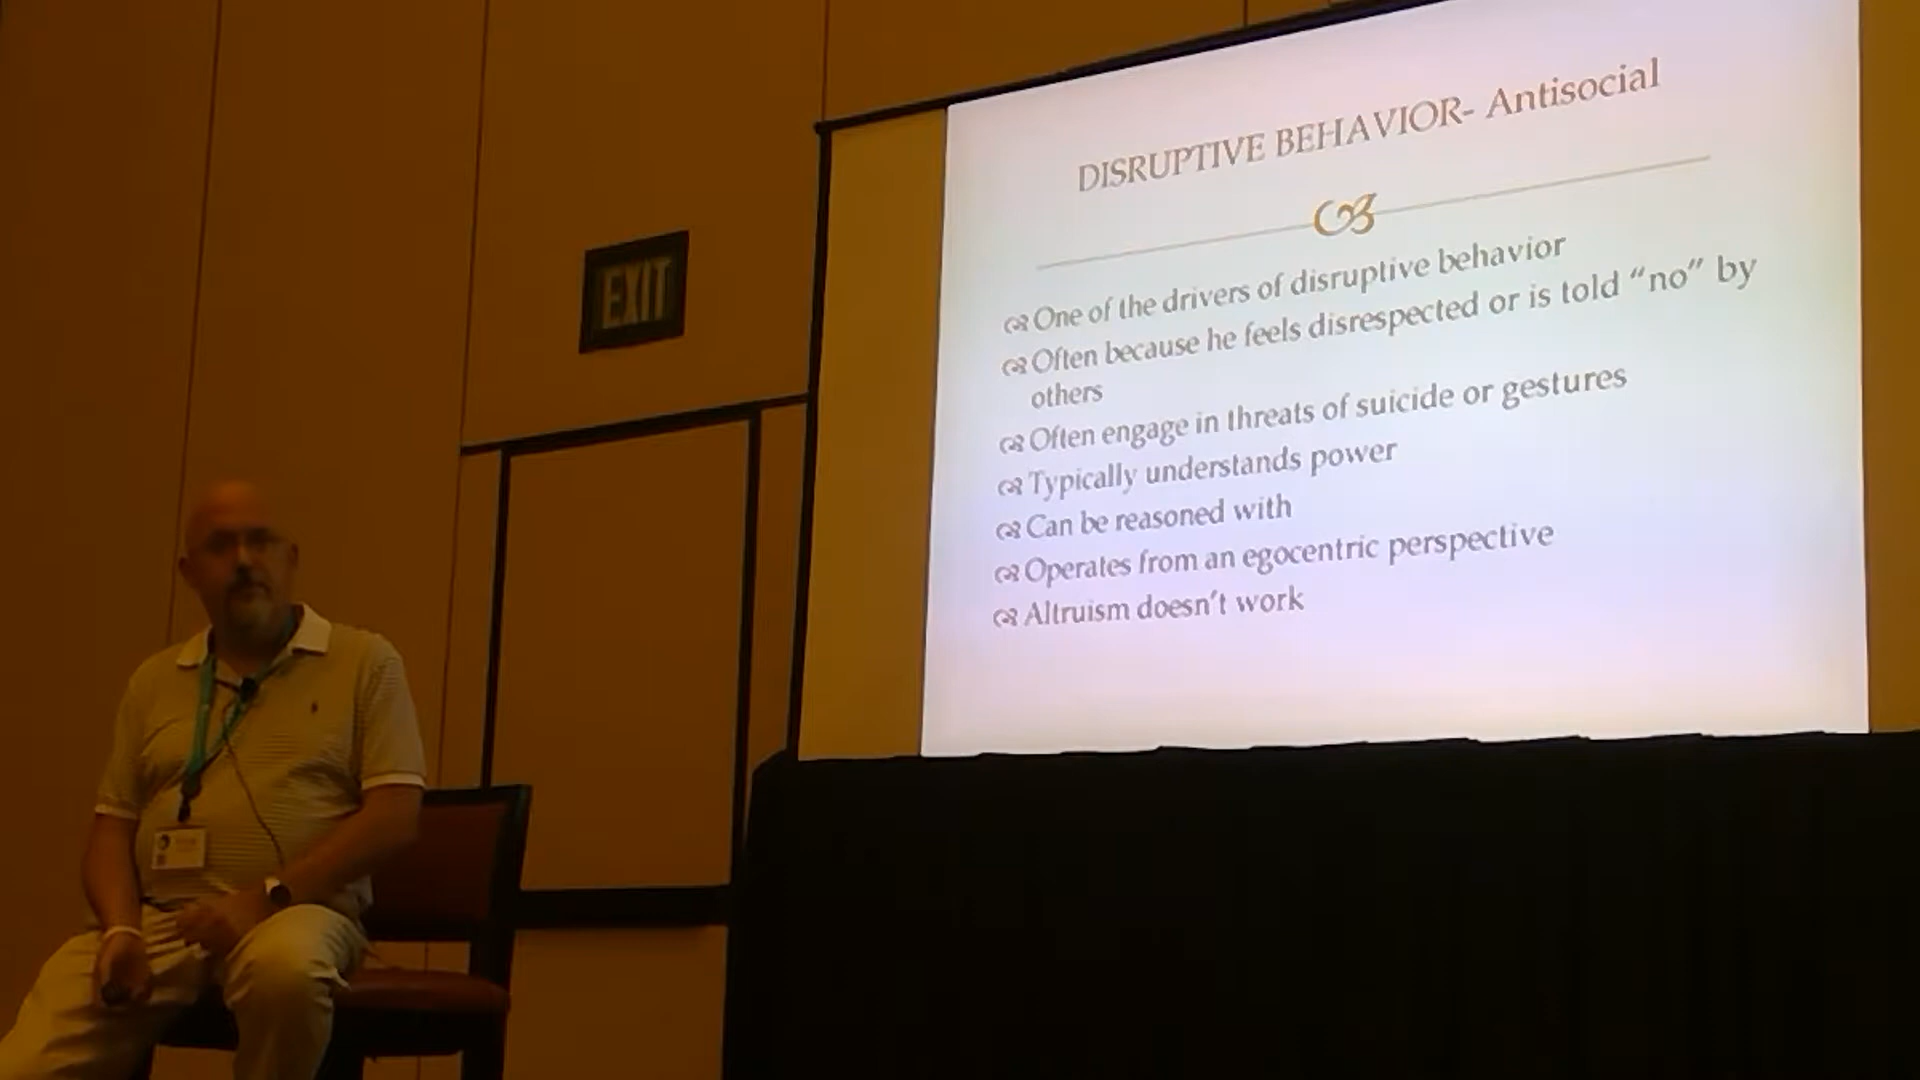 EXIT
DISRUPTIVE BEHAVIOR- Antisocial
One of the drivers of disruptive behavior
Often because he feels disrespected or is told “no” by
others
Often engage in threats of suicide or gestures
Typically understands power
Can be reasoned with
Operates from an egocentric perspective
Altruism doesn’t work